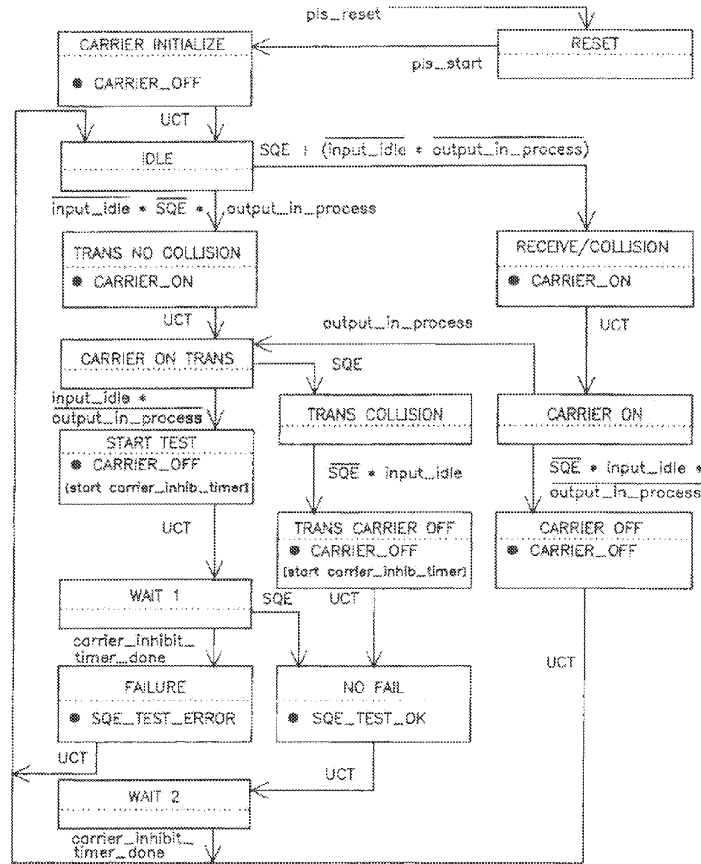 pls_reset
CARRIER INITIALIZE
● CARRIER_OFF
RESET
pls_start
UCT
IDLE
SQE + (input_idle * output_in_process)
input_idle * SQE * output_in_process
TRANS NO COLLISION
● CARRIER_ON
RECEIVE/COLLISION
● CARRIER_ON
UCT
output_in_process
UCT
CARRIER ON TRANS
SQE
input_idle *
output_in_process
TRANS COLLISION
CARRIER ON
START TEST
● CARRIER_OFF
[start carrier_inhib_timer]
SQE * input_idle
SQE * input_idle *
output_in_process
UCT
TRANS CARRIER OFF
● CARRIER_OFF
[start carrier_inhib_timer]
CARRIER OFF
● CARRIER_OFF
WAIT 1
SQE
UCT
carrier_inhibit_
timer_done
UCT
FAILURE
● SQE_TEST_ERROR
NO FAIL
● SQE_TEST_OK
UCT
UCT
WAIT 2
carrier_inhibit_
timer_done